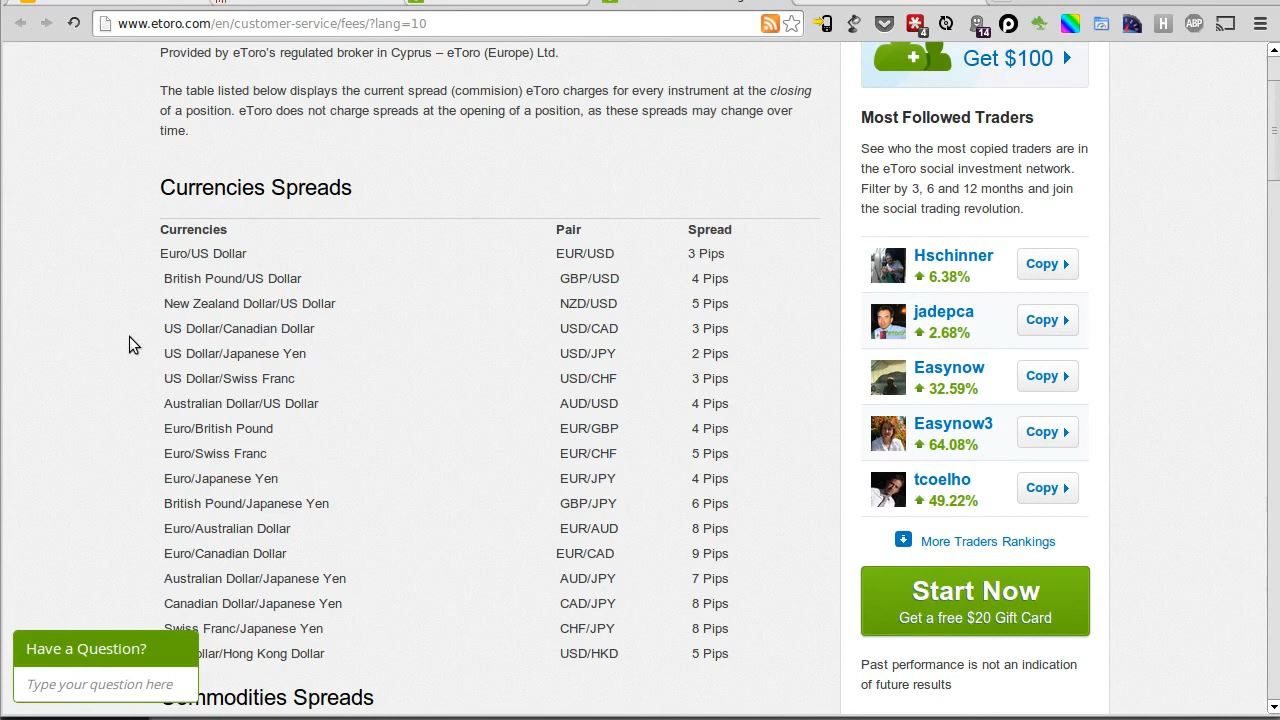 www.etoro.com/en/customer-service/fees/?lang=10
4
14
H
ABP
Provided by eToro's regulated broker in Cyprus – eToro (Europe) Ltd.
The table listed below displays the current spread (commision) eToro charges for every instrument at the closing
of a position. eToro does not charge spreads at the opening of a position, as these spreads may change over
time.
Currencies Spreads
Currencies Pair Spread
Euro/US Dollar EUR/USD 3 Pips
British Pound/US Dollar GBP/USD 4 Pips
New Zealand Dollar/US Dollar NZD/USD 5 Pips
US Dollar/Canadian Dollar USD/CAD 3 Pips
US Dollar/Japanese Yen USD/JPY 2 Pips
US Dollar/Swiss Franc USD/CHF 3 Pips
Australian Dollar/US Dollar AUD/USD 4 Pips
Euro/British Pound EUR/GBP 4 Pips
Euro/Swiss Franc EUR/CHF 5 Pips
Euro/Japanese Yen EUR/JPY 4 Pips
British Pound/Japanese Yen GBP/JPY 6 Pips
Euro/Australian Dollar EUR/AUD 8 Pips
Euro/Canadian Dollar EUR/CAD 9 Pips
Australian Dollar/Japanese Yen AUD/JPY 7 Pips
Canadian Dollar/Japanese Yen CAD/JPY 8 Pips
Swiss Franc/Japanese Yen CHF/JPY 8 Pips
ollar/Hong Kong Dollar USD/HKD 5 Pips
Commodities Spreads
Have a Question?
Type your question here
Get $100
Most Followed Traders
See who the most copied traders are in
the eToro social investment network.
Filter by 3, 6 and 12 months and join
the social trading revolution.
Hschinner
6.38%
Copy
jadepca
2.68%
Copy
Easynow
32.59%
Copy
Easynow3
64.08%
Copy
tcoelho
49.22%
Copy
More Traders Rankings
Start Now
Get a free $20 Gift Card
Past performance is not an indication
of future results